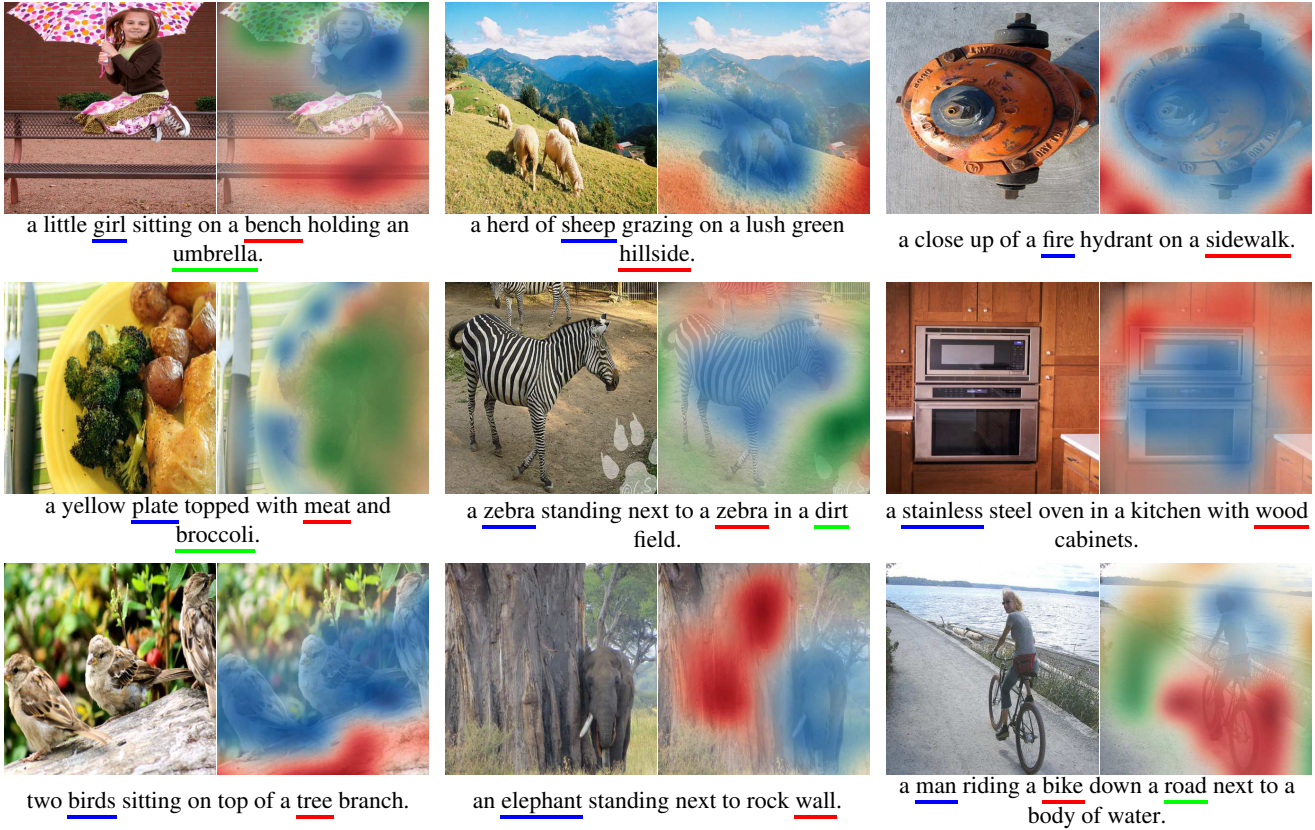 a little girl sitting on a bench holding an
umbrella.
a herd of sheep grazing on a lush green
hillside.
a close up of a fire hydrant on a sidewalk.
a yellow plate topped with meat and
broccoli.
a zebra standing next to a zebra in a dirt
field.
a stainless steel oven in a kitchen with wood
cabinets.
two birds sitting on top of a tree branch.
an elephant standing next to rock wall.
a man riding a bike down a road next to a
body of water.